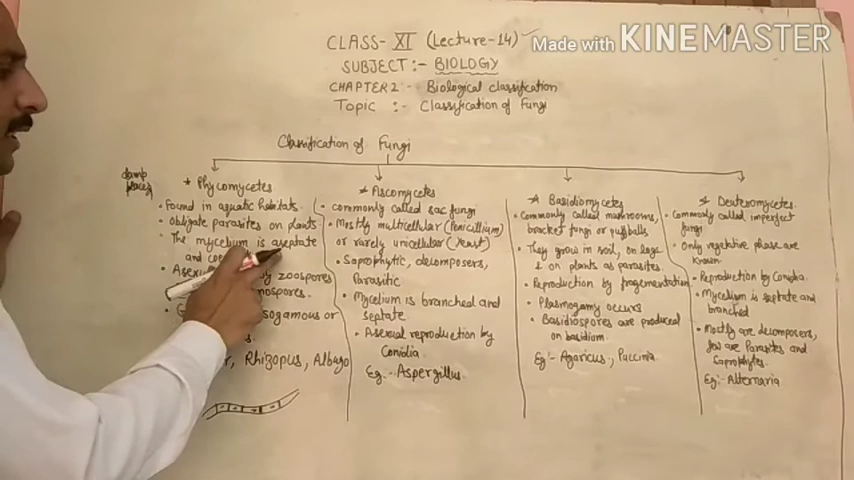 CLASS- XI (Lecture-14)
Made with KINEMASTER
SUBJECT :- BIOLOGY
CHAPTER 2 :- Biological classification
TOPIC :- Classification of Fungi
Classification of Fungi
damp places
* Phycomycetes
• Found in aquatic habitats.
• Obligate parasites on plants
• The mycelium is aseptate
and
zoospores
Rhizopus, Albugo
* Ascomycetes
• commonly called sac fungi
• Mostly multicellular (Penicillium)
or rarely unicellular (Yeast)
• Saprophytic, decomposers,
Parasitic
• Mycelium is branched and
septate
• Asexual reproduction by
Conidia
Eg:- Aspergillus
* Basidiomycetes
• Commonly called mushrooms,
bracket fungi or puffballs
• They grow in soil, on logs
& on plants as parasites.
• Reproduction by fragmentation
• Plasmogamy occurs
• Basidiospores are produced
on basidium.
Eg:- Agaricus, Puccinia
* Deuteromycetes.
• Commonly called imperfect
fungi
• Only vegetative phase are
known
• Reproduction by Conidia.
• Mycelium is septate and
branched
• Mostly are decomposers,
few are Parasites and
Saprophytes.
Eg:- Alternaria